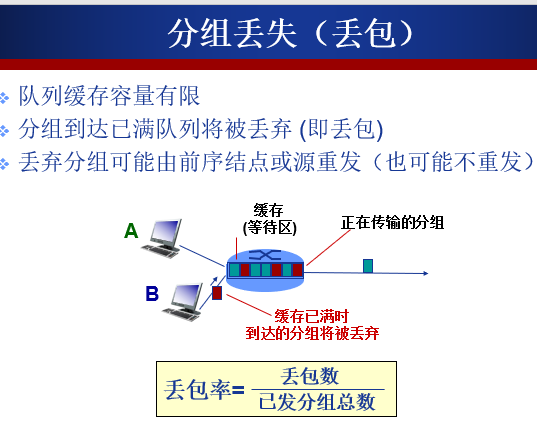 分组丢失（丢包）
队列缓存容量有限
分组到达已满队列将被丢弃 (即丢包)
丢弃分组可能由前序结点或源重发（也可能不重发）
缓存
(等待区)
正在传输的分组
A
B
缓存已满时
到达的分组将被丢弃
丢包率=
丢包数
已发分组总数